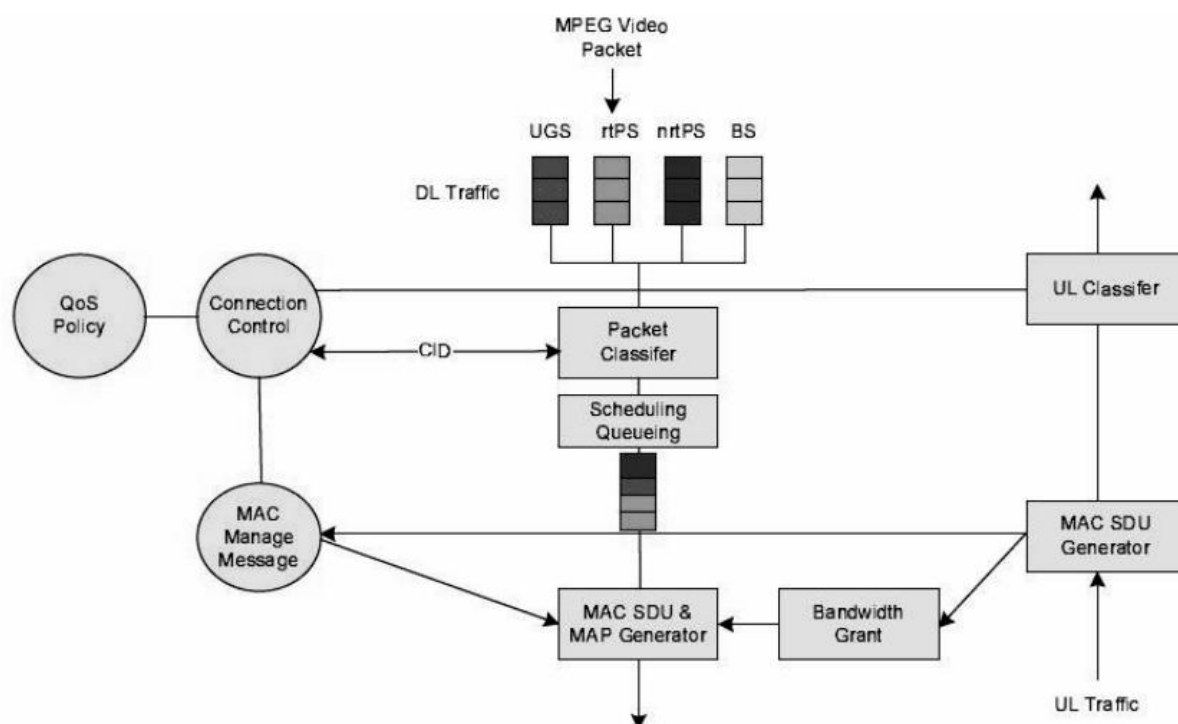 MPEG Video
Packet
UGS rtPS nrtPS BS
DL Traffic
QoS
Policy
Connection
Control
CID
Packet
Classifer
UL Classifer
Scheduling
Queueing
MAC
Manage
Message
MAC SDU
Generator
MAC SDU &
MAP Generator
Bandwidth
Grant
UL Traffic